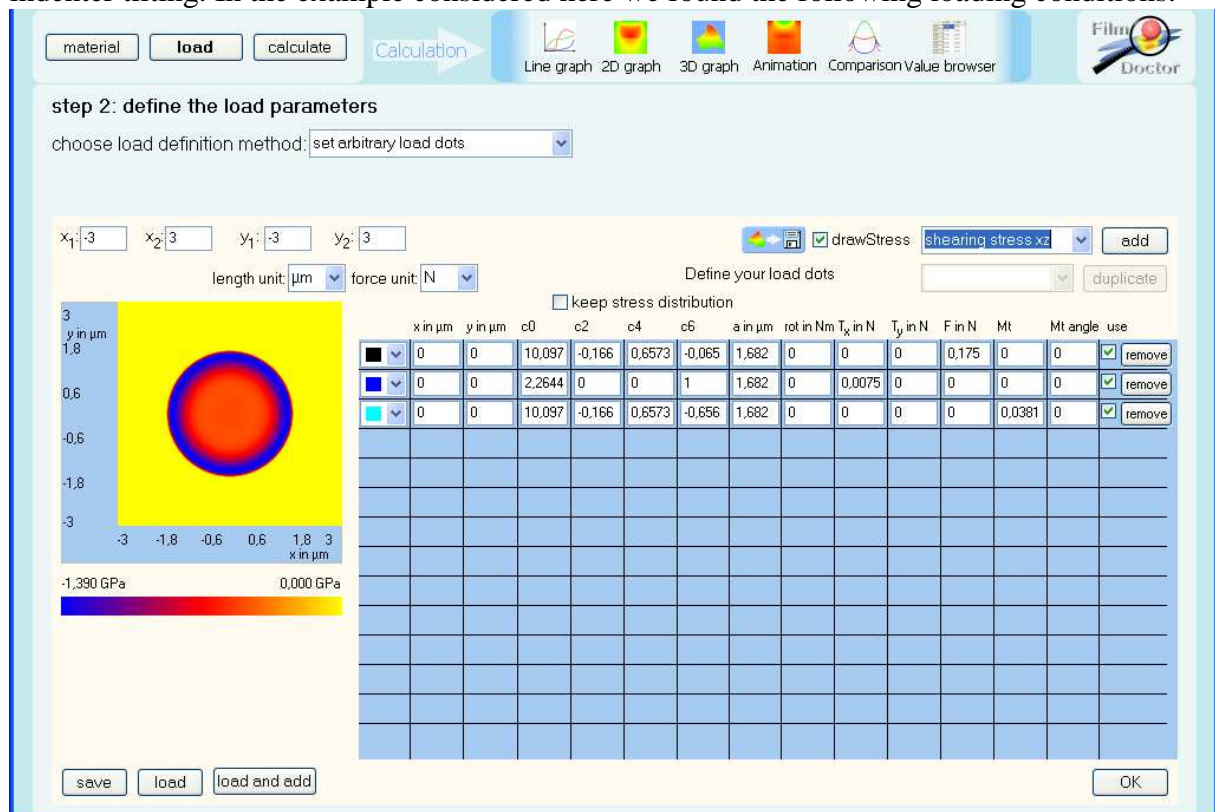 indenter tilting. In the example considered here we found the following loading conditions:
material load calculate Calculation Line graph 2D graph 3D graph Animation Comparison Value browser Film Doctor
step 2: define the load parameters
choose load definition method: set arbitrary load dots
x1: -3 x2: 3 y1: -3 y2: 3 drawStress shearing stress xz add
length unit: µm force unit: N Define your load dots duplicate
keep stress distribution
x in µm y in µm c0 c2 c4 c6 a in µm rot in Nm Tx in N Ty in N F in N Mt Mt angle use
0 0 10,097 -0,166 0,6573 -0,065 1,682 0 0 0 0,175 0 0 remove
0 0 2,2644 0 0 1 1,682 0 0,0075 0 0 0 0 remove
0 0 10,097 -0,166 0,6573 -0,656 1,682 0 0 0 0 0,0381 0 remove
3
y in µm
1,8
0,6
-0,6
-1,8
-3
-3 -1,8 -0,6 0,6 1,8 3
x in µm
-1,390 GPa 0,000 GPa
save load load and add OK